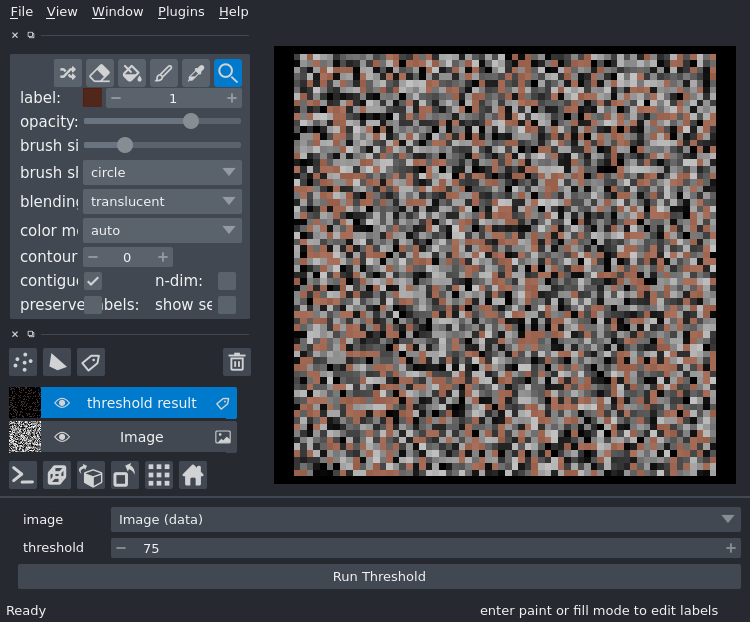 File View Window Plugins Help
label: 1
opacity:
brush si
brush sl circle
blending translucent
color m auto
contour 0
contigu n-dim:
preserve bels: show se
threshold result
Image
image Image (data)
threshold 75
Run Threshold
Ready enter paint or fill mode to edit labels